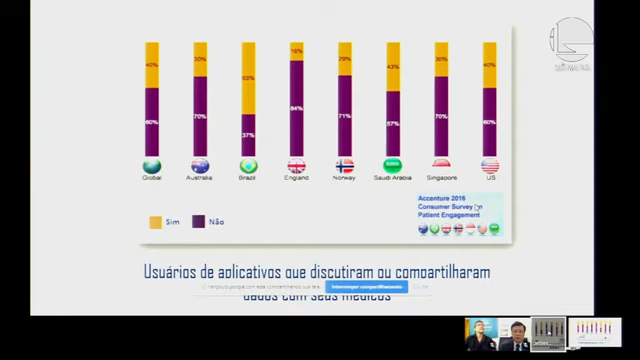 40% 30% 63% 16% 29% 43% 30% 40%
60% 70% 37% 84% 71% 57% 70% 60%
Global Australia Brazil England Norway Saudi Arabia Singapore US
Sim Não
Accenture 2016
Consumer Survey on
Patient Engagement
Usuários de aplicativos que discutiram ou compartilharam
Interromper compartilhamento
dados com seus médicos